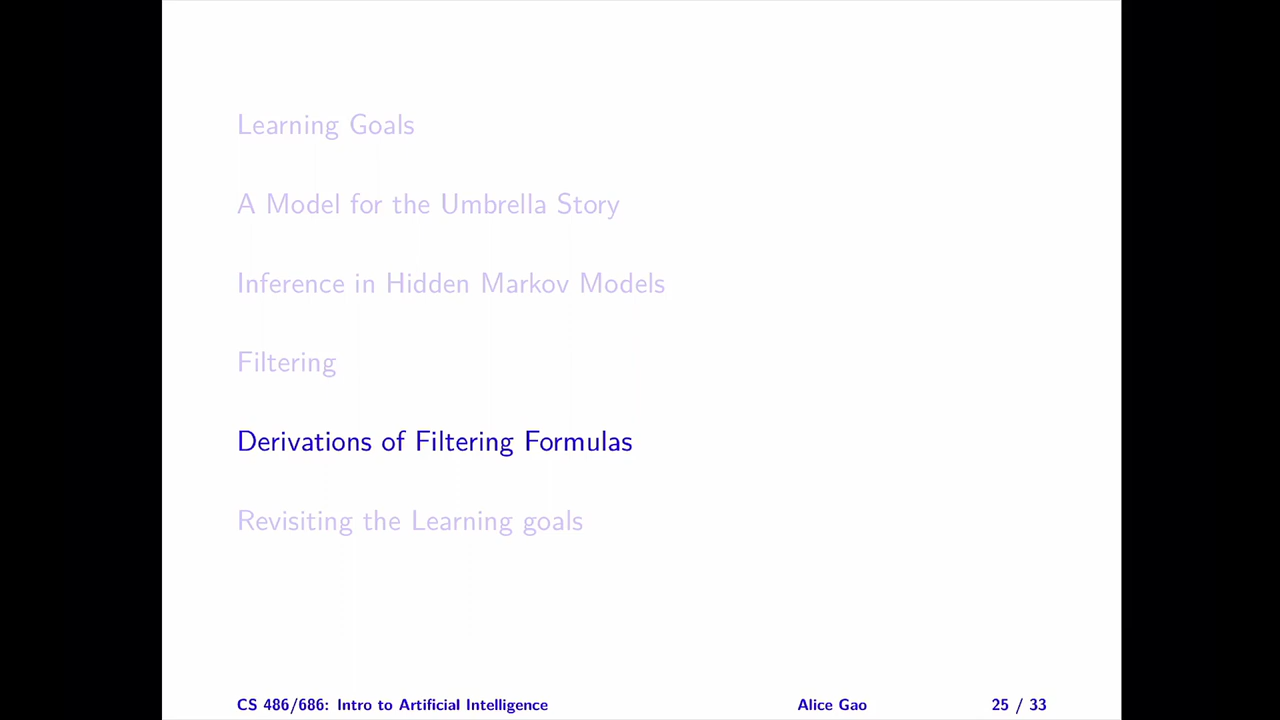 Learning Goals
A Model for the Umbrella Story
Inference in Hidden Markov Models
Filtering
Derivations of Filtering Formulas
Revisiting the Learning goals
CS 486/686: Intro to Artificial Intelligence Alice Gao 25 / 33